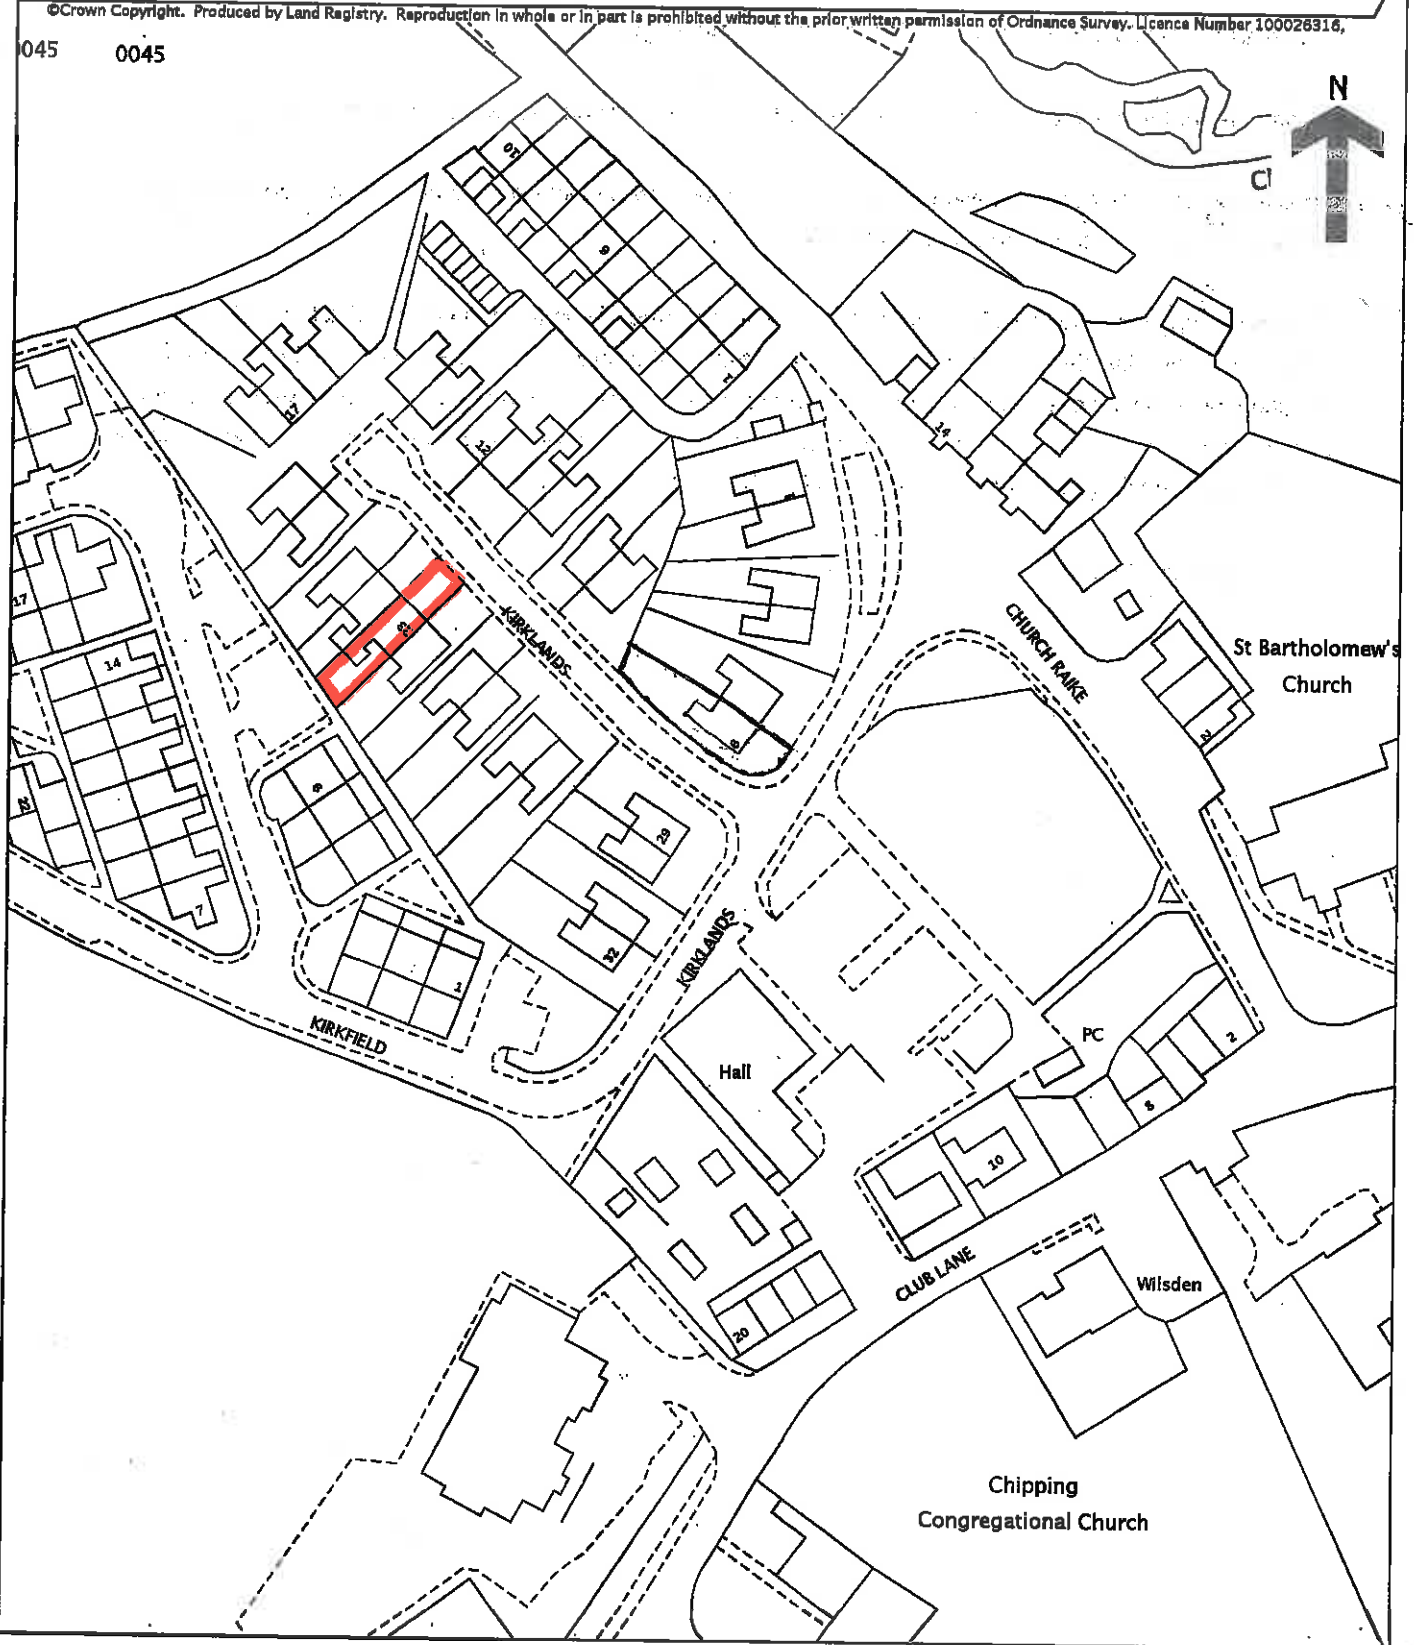 ©Crown Copyright. Produced by Land Registry. Reproduction in whole or in part is prohibited without the prior written permission of Ordnance Survey. Licence Number 100026316.
0045
0045
N
10
9
1
17
12
1
14
CHURCH RAIKE
KIRKLANDS
St Bartholomew's
Church
17
14
6
2
22
29
7
32
KIRKLANDS
1
KIRKFIELD
Hall
PC
2
8
10
CLUB LANE
Wilsden
20
Chipping
Congregational Church